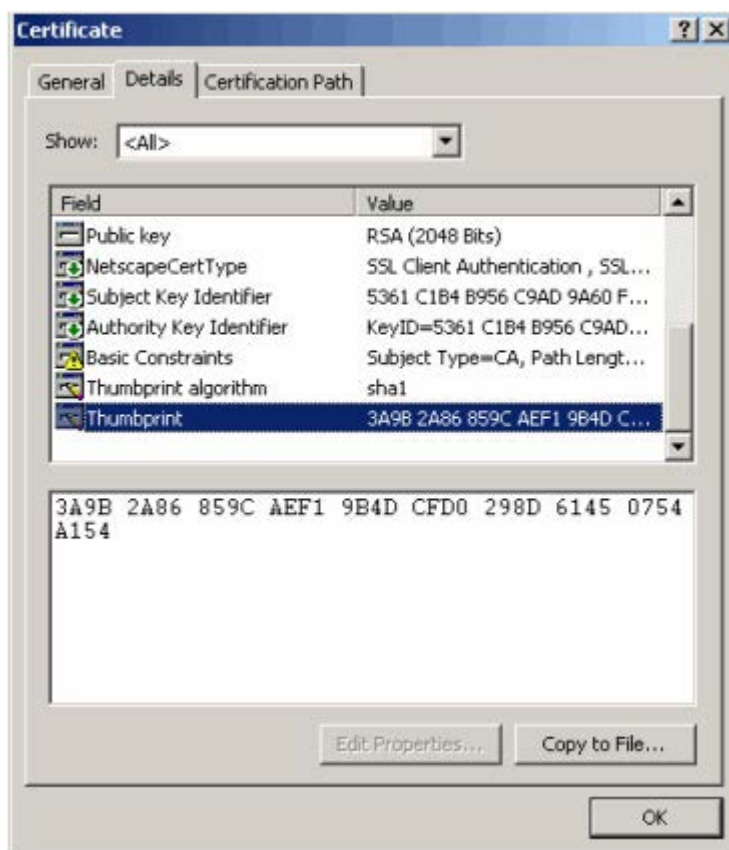 Certificate
General Details Certification Path
Show: <All>
Field Value
Public key RSA (2048 Bits)
NetscapeCertType SSL Client Authentication , SSL...
Subject Key Identifier 5361 C1B4 B956 C9AD 9A60 F...
Authority Key Identifier KeyID=5361 C1B4 B956 C9AD...
Basic Constraints Subject Type=CA, Path Lengt...
Thumbprint algorithm sha1
Thumbprint 3A9B 2A86 859C AEF1 9B4D C...
3A9B 2A86 859C AEF1 9B4D CFD0 298D 6145 0754
A154
Edit Properties... Copy to File...
OK